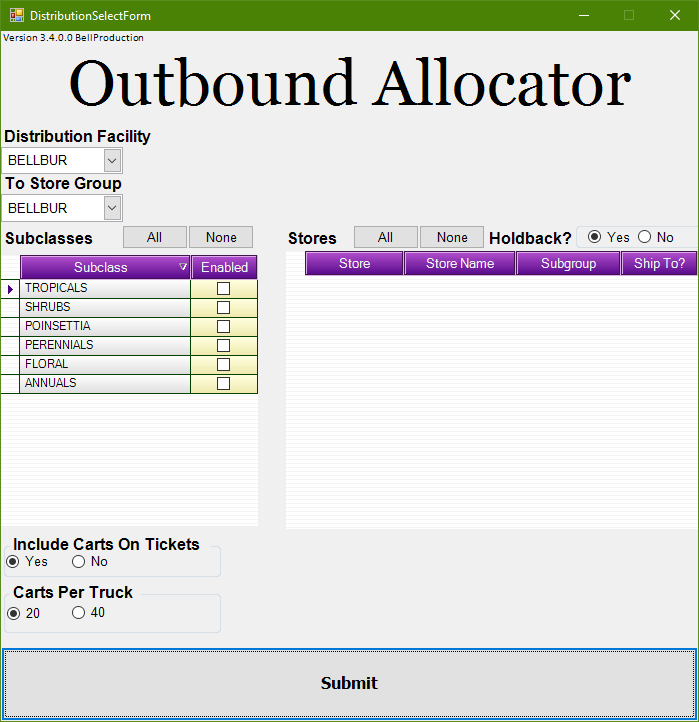 DistributionSelectForm
Version 3.4.0.0 BellProduction
Outbound Allocator
Distribution Facility
BELLBUR
To Store Group
BELLBUR
Subclasses All None
Stores All None Holdback? Yes No
Subclass Enabled
TROPICALS
SHRUBS
POINSETTIA
PERENNIALS
FLORAL
ANNUALS
Store Store Name Subgroup Ship To?
Include Carts On Tickets
Yes No
Carts Per Truck
20 40
Submit